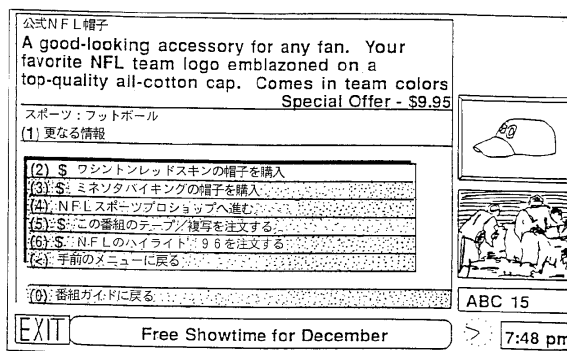 公式NFL帽子
A good-looking accessory for any fan. Your
favorite NFL team logo emblazoned on a
top-quality all-cotton cap. Comes in team colors
Special Offer - $9.95
スポーツ:フットボール
(1) 更なる情報
(2) $ ワシントンレッドスキンの帽子を購入
(3) $ ミネソタバイキングの帽子を購入
(4) NFLスポーツプロショップへ進む
(5) $ この番組のテープ/複写を注文する
(6) $ NFLのハイライト'96を注文する
(<) 手前のメニューに戻る
(0) 番組ガイドに戻る
ABC 15
EXIT
Free Showtime for December
>
7:48 pm